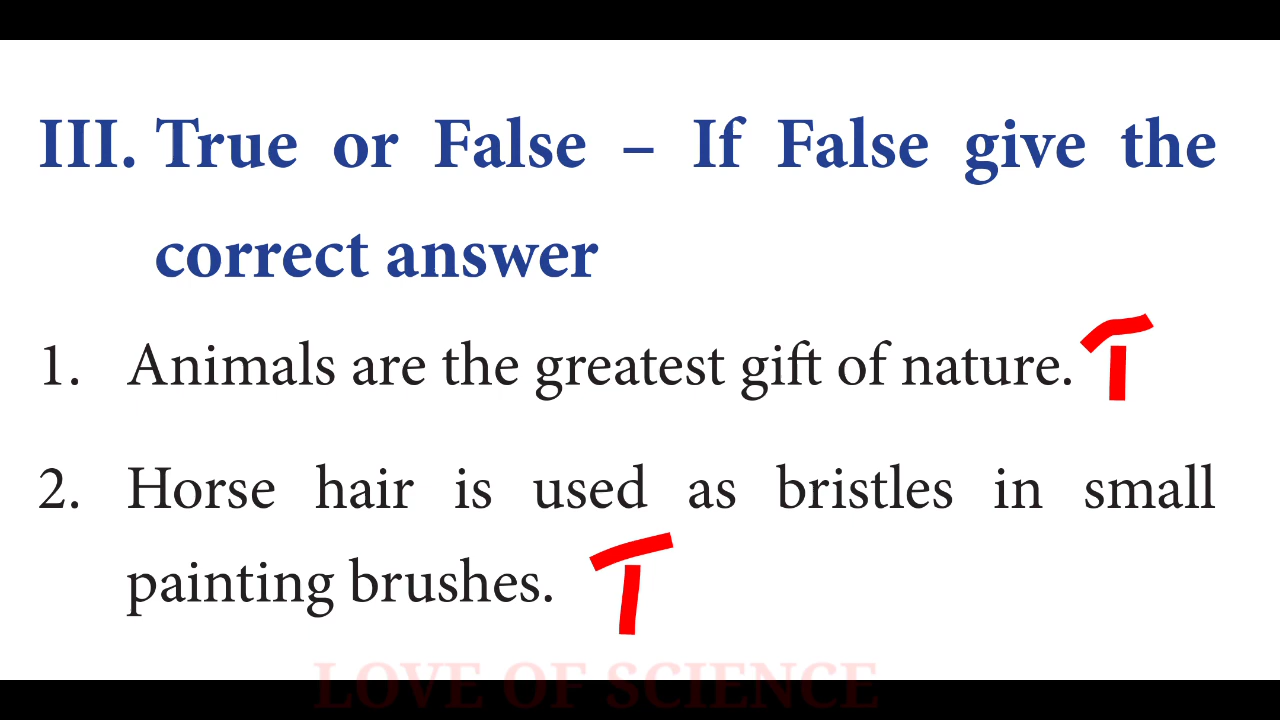 III. True or False – If False give the
correct answer
1. Animals are the greatest gift of nature. T
2. Horse hair is used as bristles in small
painting brushes. T
LOVE OF SCIENCE